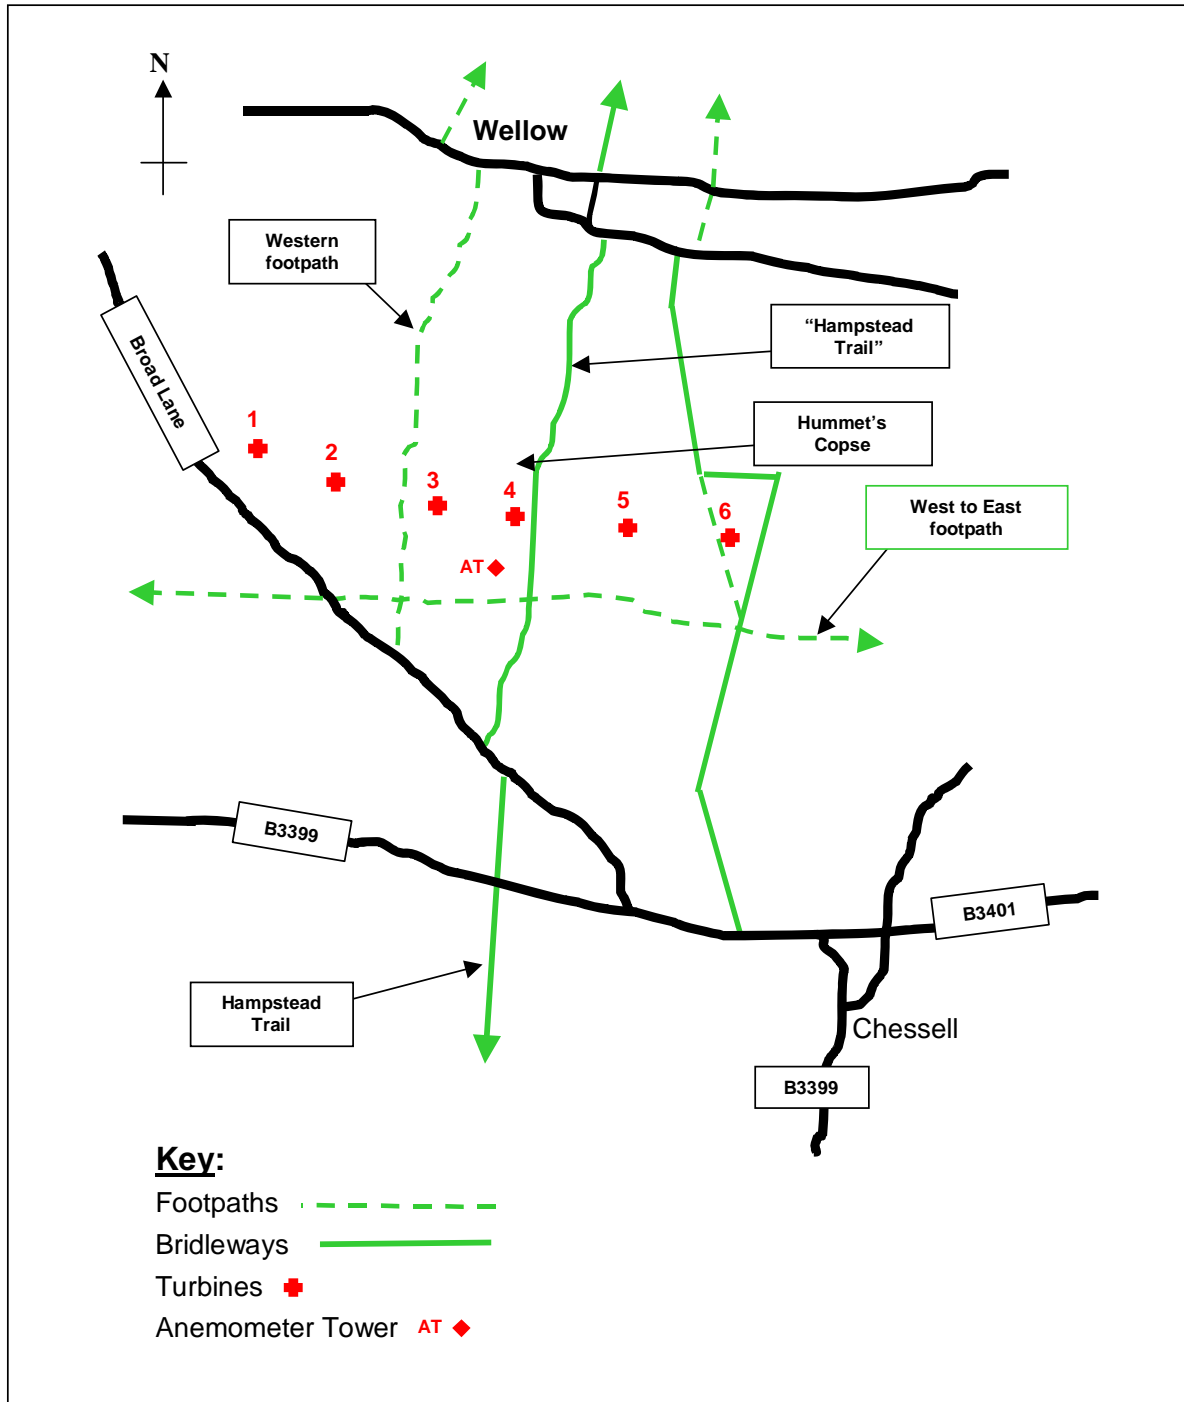 N
Wellow
Western
footpath
Broad Lane
“Hampstead
Trail”
1
2
3
4
5
6
Hummet's
Copse
West to East
footpath
AT
B3399
B3401
Hampstead
Trail
Chessell
B3399
Key:
Footpaths
Bridleways
Turbines
Anemometer Tower AT